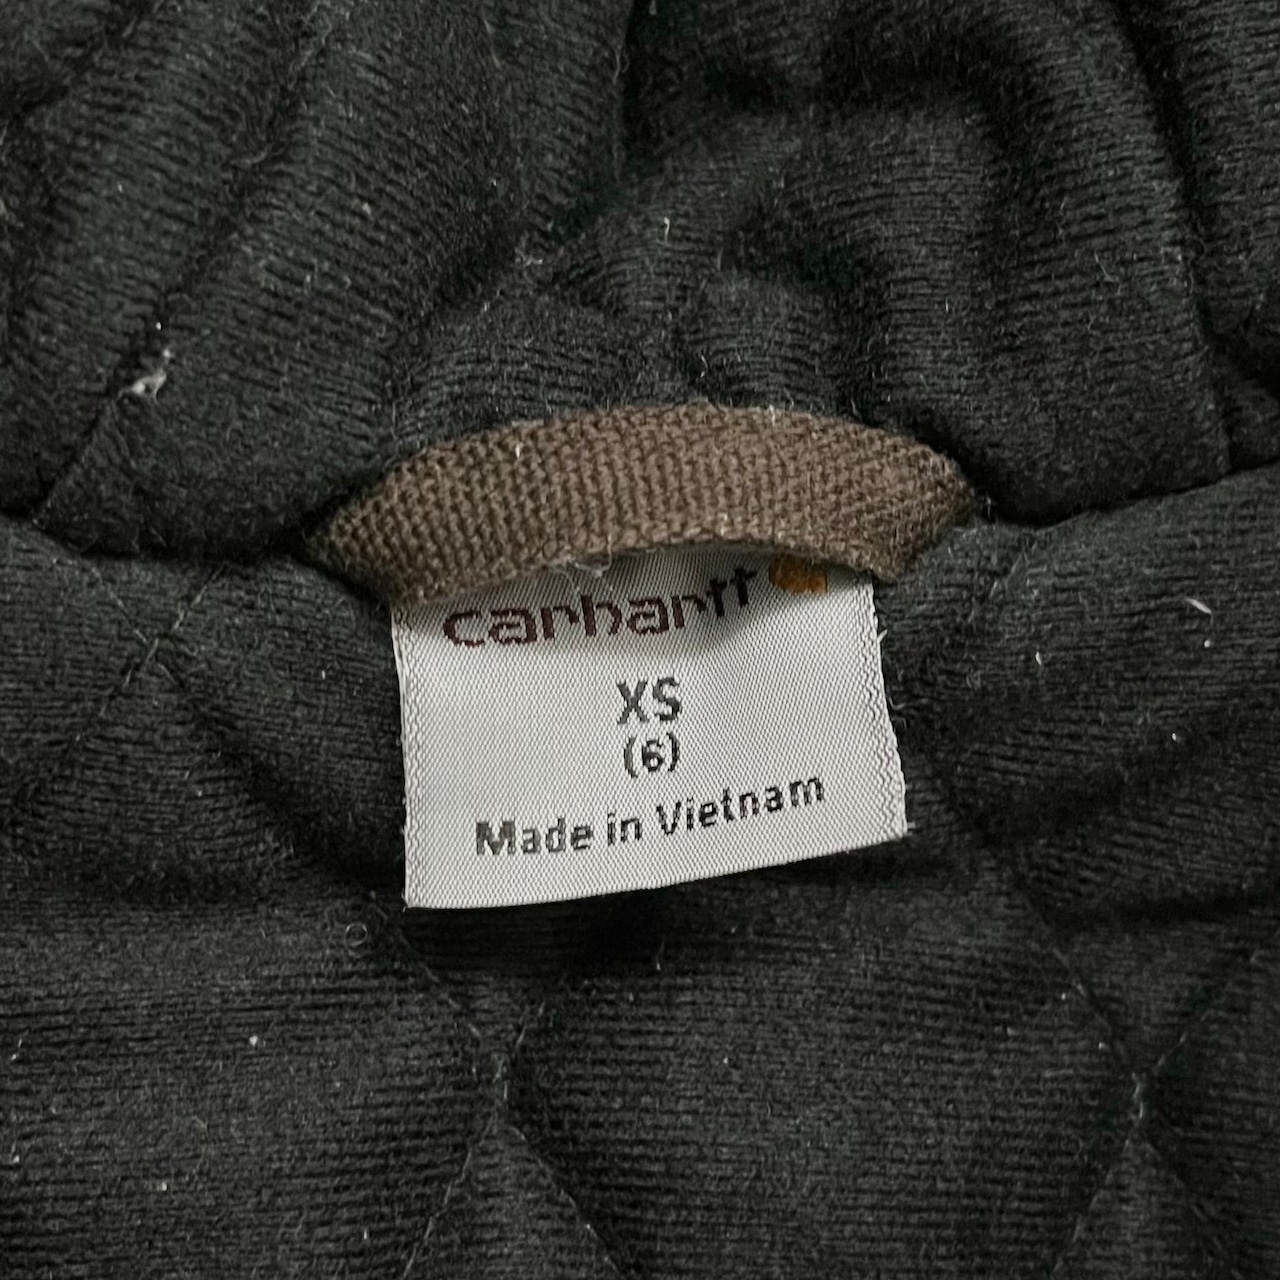 carhartt
XS
(6)
Made in Vietnam